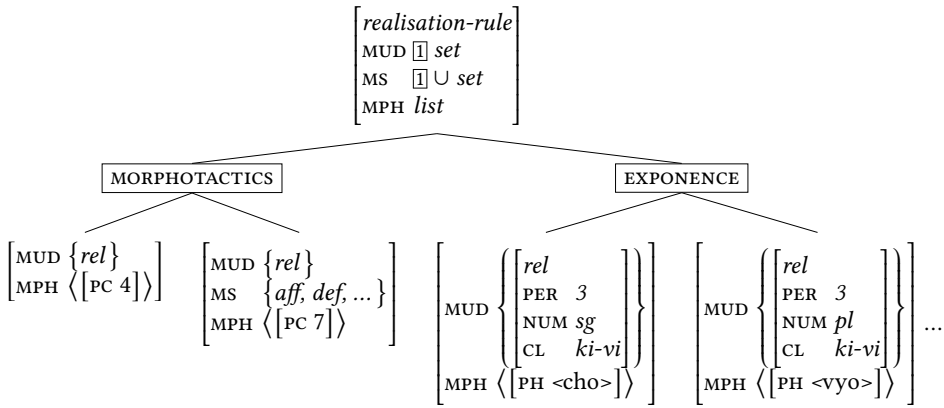 realisation-rule
MUD 1 set
MS 1 ∪ set
MPH list
MORPHOTACTICS
EXPONENCE
MUD {rel}
MPH ⟨[PC 4]⟩
MUD {rel}
MS {aff, def, ...}
MPH ⟨[PC 7]⟩
rel
PER 3
MUD
NUM sg
CL ki-vi
MPH ⟨[PH <cho>]⟩
rel
PER 3
MUD
NUM pl
CL ki-vi
MPH ⟨[PH <vyo>]⟩
...